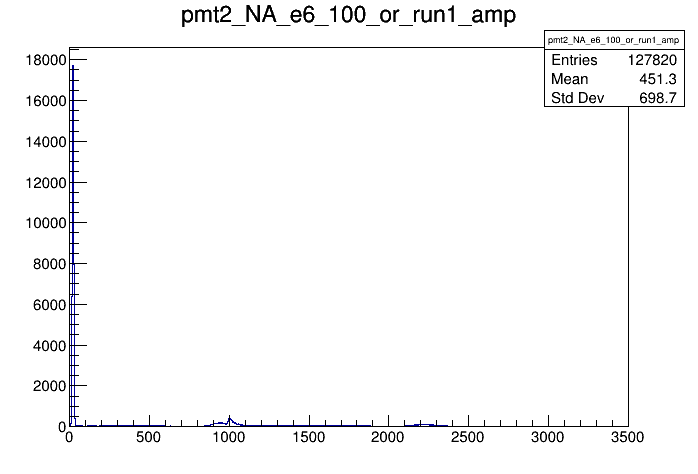 pmt2_NA_e6_100_or_run1_amp
pmt2_NA_e6_100_or_run1_amp
Entries 127820
Mean 451.3
Std Dev 698.7
18000
16000
14000
12000
10000
8000
6000
4000
2000
0
0 500 1000 1500 2000 2500 3000 3500